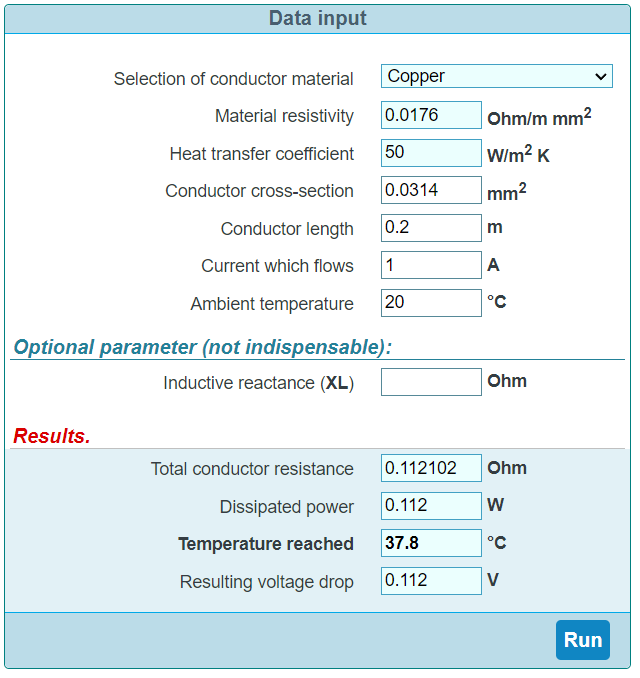 Data input
Selection of conductor material Copper
Material resistivity 0.0176 Ohm/m mm²
Heat transfer coefficient 50 W/m² K
Conductor cross-section 0.0314 mm²
Conductor length 0.2 m
Current which flows 1 A
Ambient temperature 20 °C
Optional parameter (not indispensable):
Inductive reactance (XL) Ohm
Results.
Total conductor resistance 0.112102 Ohm
Dissipated power 0.112 W
Temperature reached 37.8 °C
Resulting voltage drop 0.112 V
Run